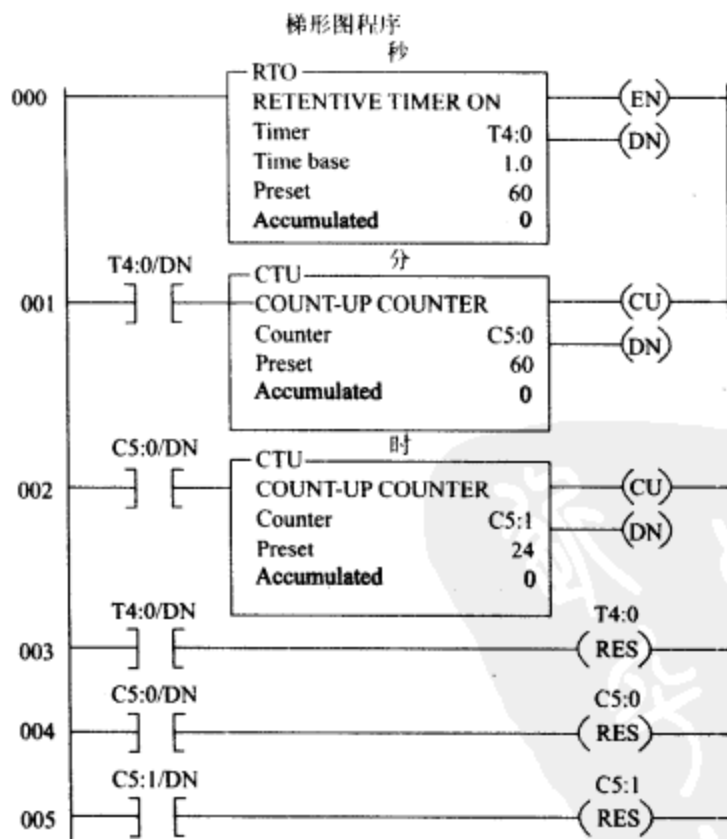 梯形图程序
秒
000
RTO
RETENTIVE TIMER ON
Timer T4:0
Time base 1.0
Preset 60
Accumulated 0
(EN)
(DN)
分
T4:0/DN
001
CTU
COUNT-UP COUNTER
Counter C5:0
Preset 60
Accumulated 0
(CU)
(DN)
时
C5:0/DN
002
CTU
COUNT-UP COUNTER
Counter C5:1
Preset 24
Accumulated 0
(CU)
(DN)
T4:0/DN
T4:0
003
(RES)
C5:0/DN
C5:0
004
(RES)
C5:1/DN
C5:1
005
(RES)